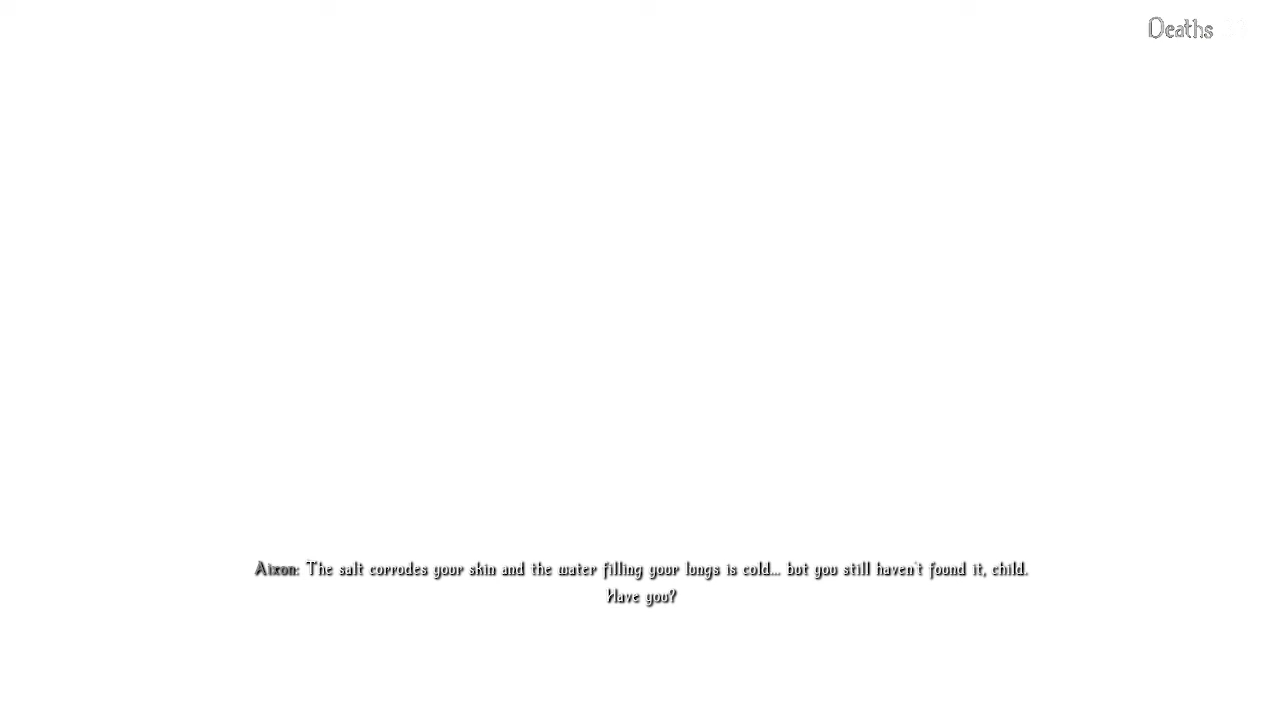 Deaths
Aixon: The salt corrodes your skin and the water filling your lungs is cold... but you still haven't found it, child.
Have you?